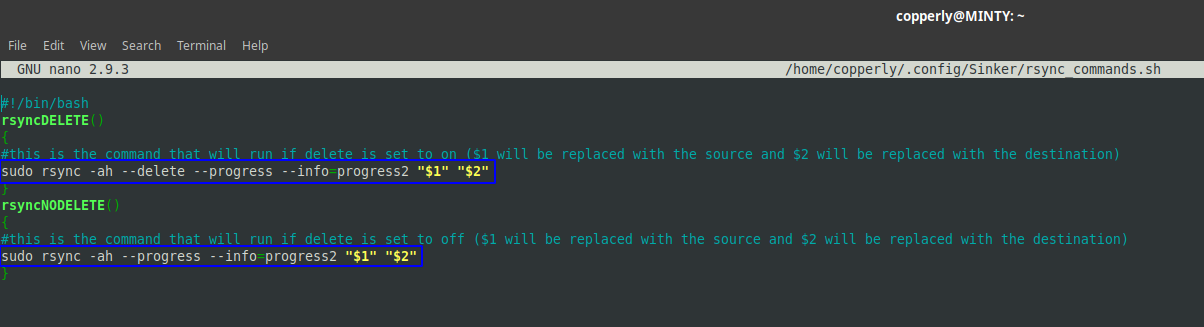 copperly@MINTY: ~
File Edit View Search Terminal Help
GNU nano 2.9.3 /home/copperly/.config/Sinker/rsync_commands.sh
#!/bin/bash
rsyncDELETE()
{
#this is the command that will run if delete is set to on ($1 will be replaced with the source and $2 will be replaced with the destination)
sudo rsync -ah --delete --progress --info=progress2 "$1" "$2"
}
rsyncNODELETE()
{
#this is the command that will run if delete is set to off ($1 will be replaced with the source and $2 will be replaced with the destination)
sudo rsync -ah --progress --info=progress2 "$1" "$2"
}